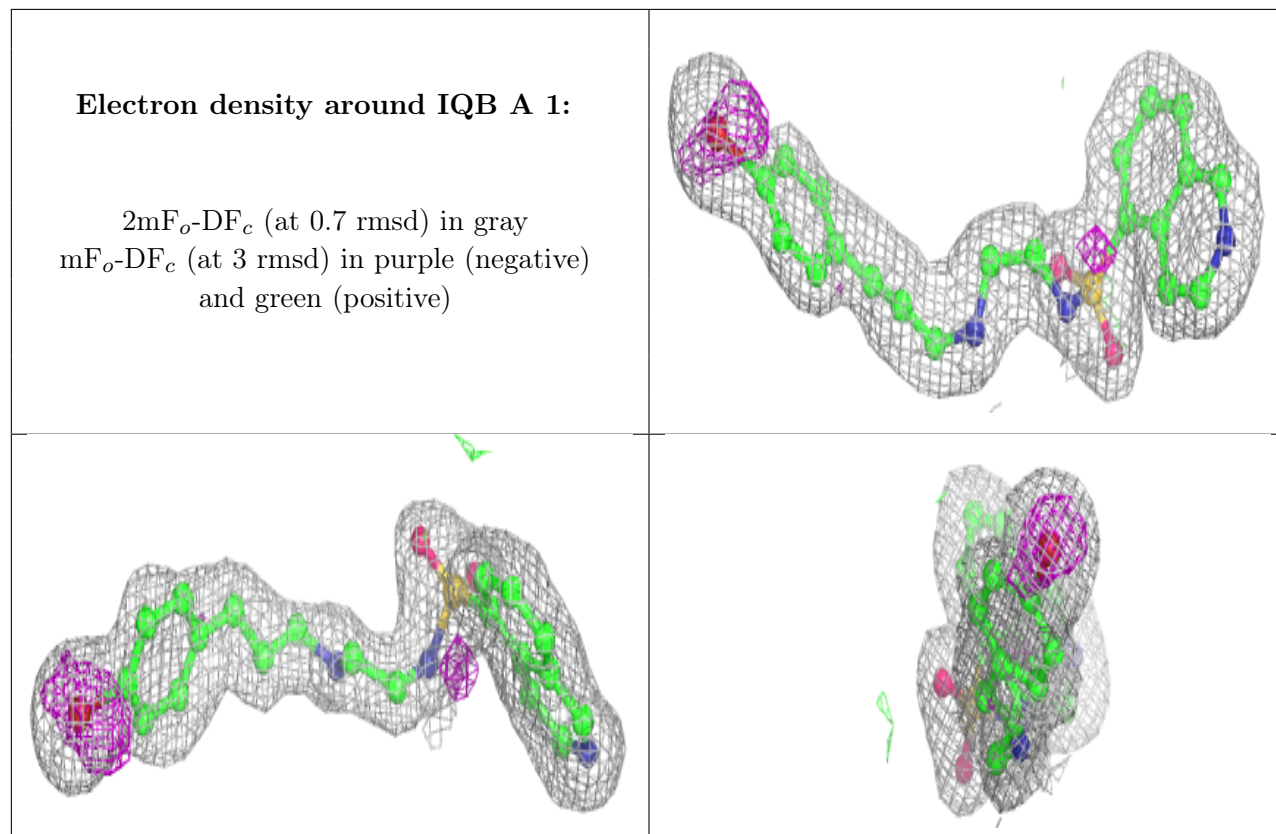 Electron density around IQB A 1:
2mFo-DFc (at 0.7 rmsd) in gray
mFo-DFc (at 3 rmsd) in purple (negative)
and green (positive)